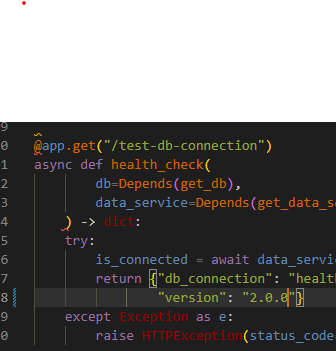 9
0 @app.get("/test-db-connection")
1 async def health_check(
2 db=Depends(get_db),
3 data_service=Depends(get_data_s
4 ) -> dict:
5 try:
6 is_connected = await data_servic
7 return {"db_connection": "health
8 "version": "2.0.0"}
9 except Exception as e:
0 raise HTTPException(status_code